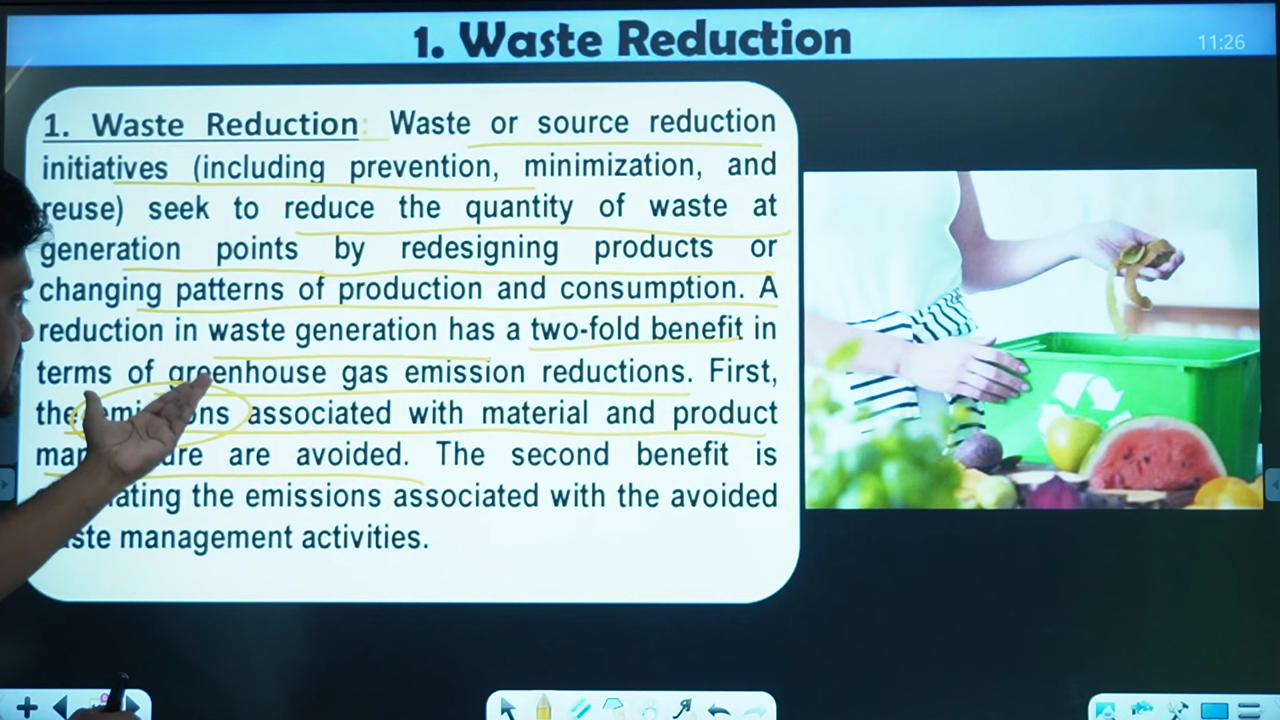 1. Waste Reduction
11:26
1. Waste Reduction: Waste or source reduction
initiatives (including prevention, minimization, and
reuse) seek to reduce the quantity of waste at
generation points by redesigning products or
changing patterns of production and consumption. A
reduction in waste generation has a two-fold benefit in
terms of greenhouse gas emission reductions. First,
the associated with material and product
are avoided. The second benefit is
the emissions associated with the avoided
management activities.